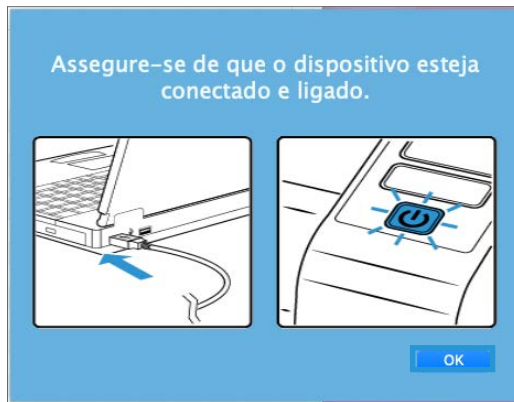 Assegure-se de que o dispositivo esteja
conectado e ligado.
OK